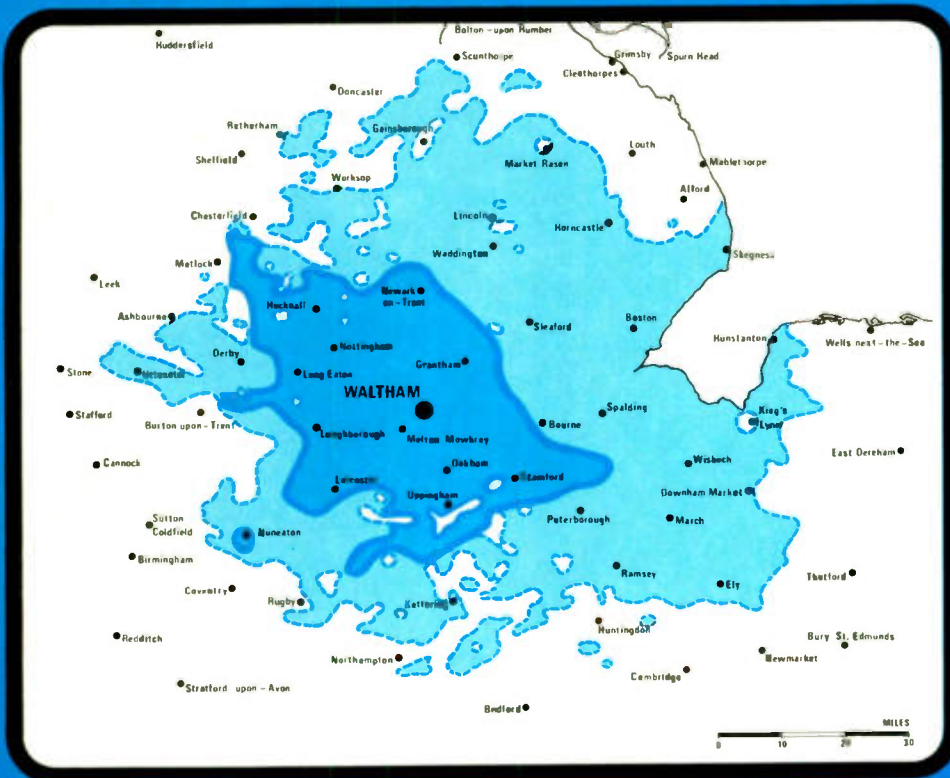 Barton-upon Humber
Huddersfield
Scunthorpe
Grimsby
Spurn Head
Cleethorpes
Doncaster
Rotherham
Gainsborough
Sheffield
Market Rasen
Louth
Mablethorpe
Worksop
Alford
Chesterfield
Lincoln
Horncastle
Waddington
Skegness
Matlock
Leek
Newark
on-Trent
Hucknall
Ashbourne
Sleaford
Boston
Hunstanton
Wells next-the-Sea
Nottingham
Derby
Grantham
Stone
Uttoxeter
Long Eaton
WALTHAM
Stafford
Burton upon-Trent
Spalding
King's
Lynn
Bourne
Loughborough
Melton Mowbray
East Dereham
Cannock
Oakham
Wisbech
Leicester
Stamford
Uppingham
Downham Market
Sutton
Coldfield
Nuneaton
Peterborough
March
Birmingham
Thetford
Ramsey
Ely
Coventry
Rugby
Kettering
Huntingdon
Redditch
Bury St. Edmunds
Northampton
Newmarket
Cambridge
Stratford upon-Avon
Bedford
MILES
0 10 20 30